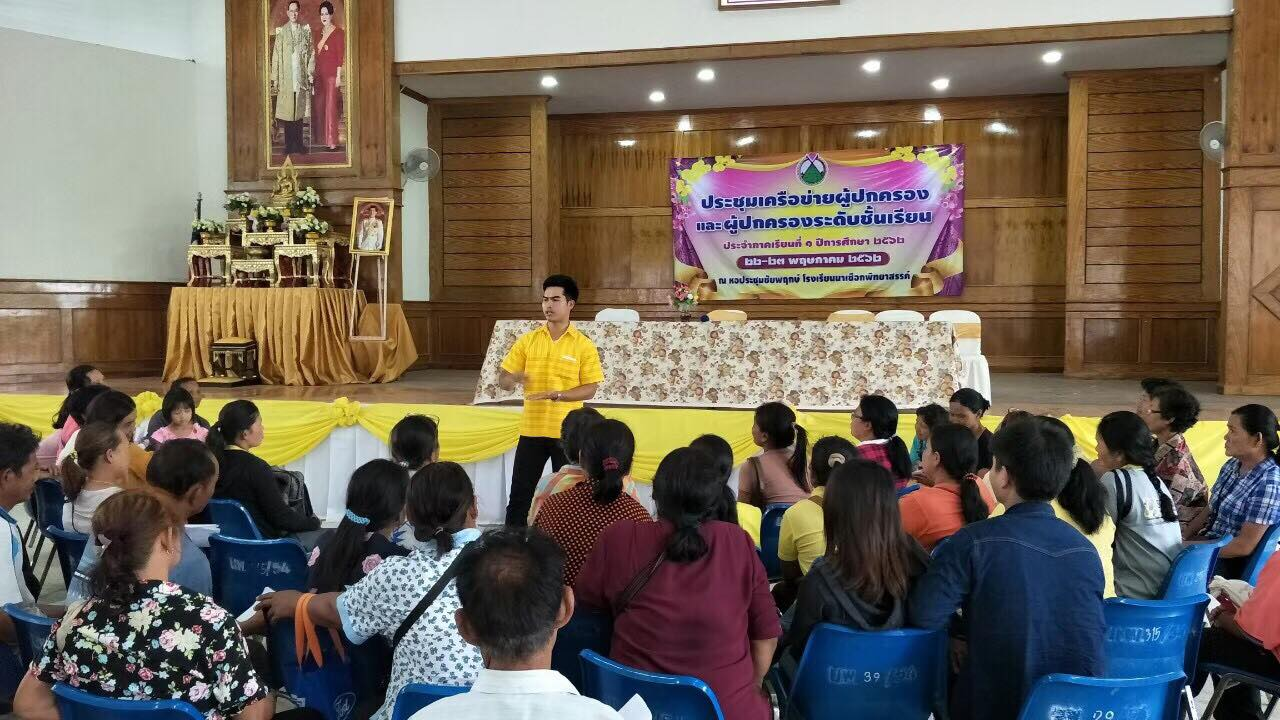 ประชุมเครือข่ายผู้ปกครอง
และผู้ปกครองระดับชั้นเรียน
ประจำภาคเรียนที่ ๑ ปีการศึกษา ๒๕๖๒
๒๒-๒๓ พฤษภาคม ๒๕๖๒
ณ หอประชุมชัยพฤกษ์ โรงเรียนนาเชือกพิทยาสรรค์